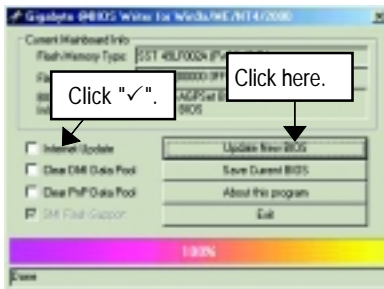 Gigabyte @BIOS Writer for Win9x/ME/NT4/2000
Current Mainboard Info
Flash Memory Type: SST
Click "✓".
Click here.
BIOS
Internet Update
Update New BIOS
Clear DMI Data Pool
Save Current BIOS
Clear PnP Data Pool
About this program
DMI Flash Support
Exit
100%
Done